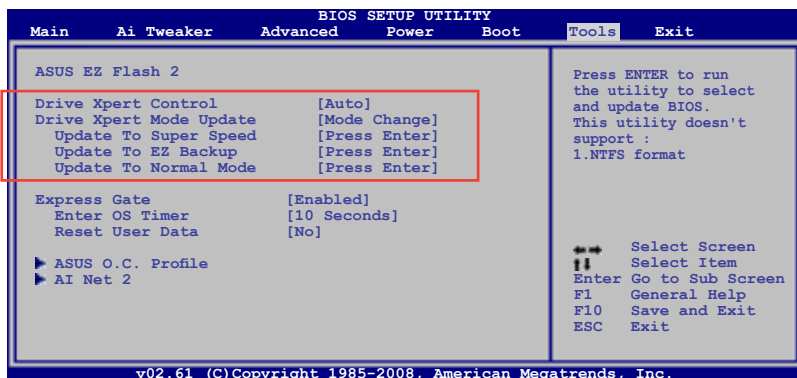 BIOS SETUP UTILITY
Main Ai Tweaker Advanced Power Boot Tools Exit
ASUS EZ Flash 2
Drive Xpert Control [Auto]
Drive Xpert Mode Update [Mode Change]
Update To Super Speed [Press Enter]
Update To EZ Backup [Press Enter]
Update To Normal Mode [Press Enter]
Express Gate [Enabled]
Enter OS Timer [10 Seconds]
Reset User Data [No]
ASUS O.C. Profile
AI Net 2
Press ENTER to run
the utility to select
and update BIOS.
This utility doesn't
support :
1.NTFS format
Select Screen
Select Item
Enter Go to Sub Screen
F1 General Help
F10 Save and Exit
ESC Exit
v02.61 (C)Copyright 1985-2008, American Megatrends, Inc.